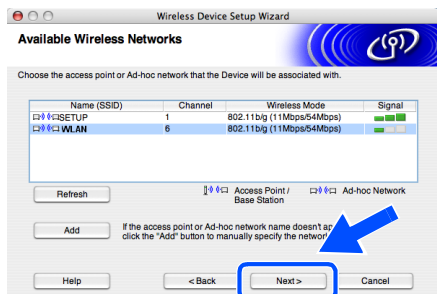 Wireless Device Setup Wizard
Available Wireless Networks
Choose the access point or Ad-hoc network that the Device will be associated with.
Name (SSID) Channel Wireless Mode Signal
SETUP 1 802.11b/g (11Mbps/54Mbps)
WLAN 6 802.11b/g (11Mbps/54Mbps)
Refresh Access Point / Ad-hoc Network
Base Station
Add If the access point or Ad-hoc network name doesn't
click the "Add" button to manually specify the
Help < Back Next > Cancel